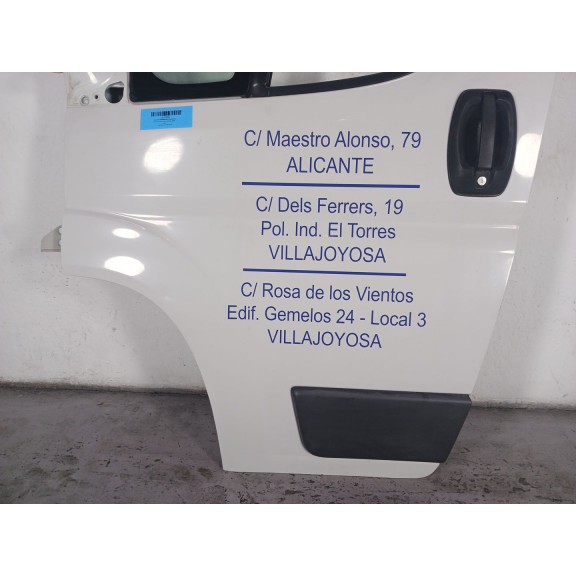 C/ Maestro Alonso, 79
ALICANTE
C/ Dels Ferrers, 19
Pol. Ind. El Torres
VILLAJOYOSA
C/ Rosa de los Vientos
Edif. Gemelos 24 - Local 3
VILLAJOYOSA